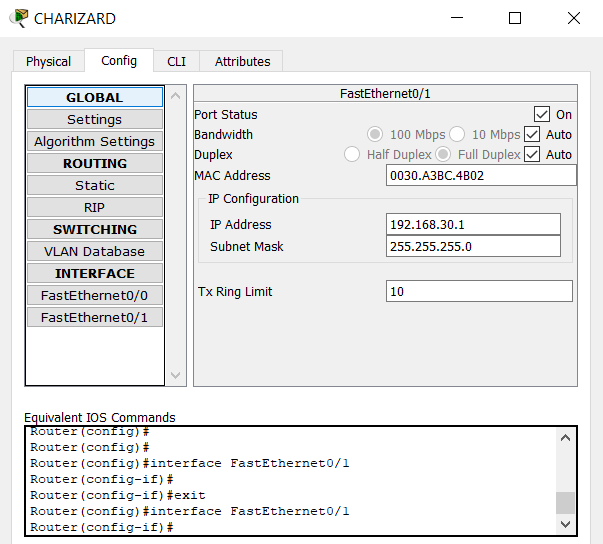 CHARIZARD
Physical Config CLI Attributes
GLOBAL
Settings
Algorithm Settings
ROUTING
Static
RIP
SWITCHING
VLAN Database
INTERFACE
FastEthernet0/0
FastEthernet0/1
FastEthernet0/1
Port Status On
Bandwidth 100 Mbps 10 Mbps Auto
Duplex Half Duplex Full Duplex Auto
MAC Address 0030.A3BC.4B02
IP Configuration
IP Address 192.168.30.1
Subnet Mask 255.255.255.0
Tx Ring Limit 10
Equivalent IOS Commands
Router(config)#
Router(config)#
Router(config)#interface FastEthernet0/1
Router(config-if)#
Router(config-if)#exit
Router(config)#interface FastEthernet0/1
Router(config-if)#